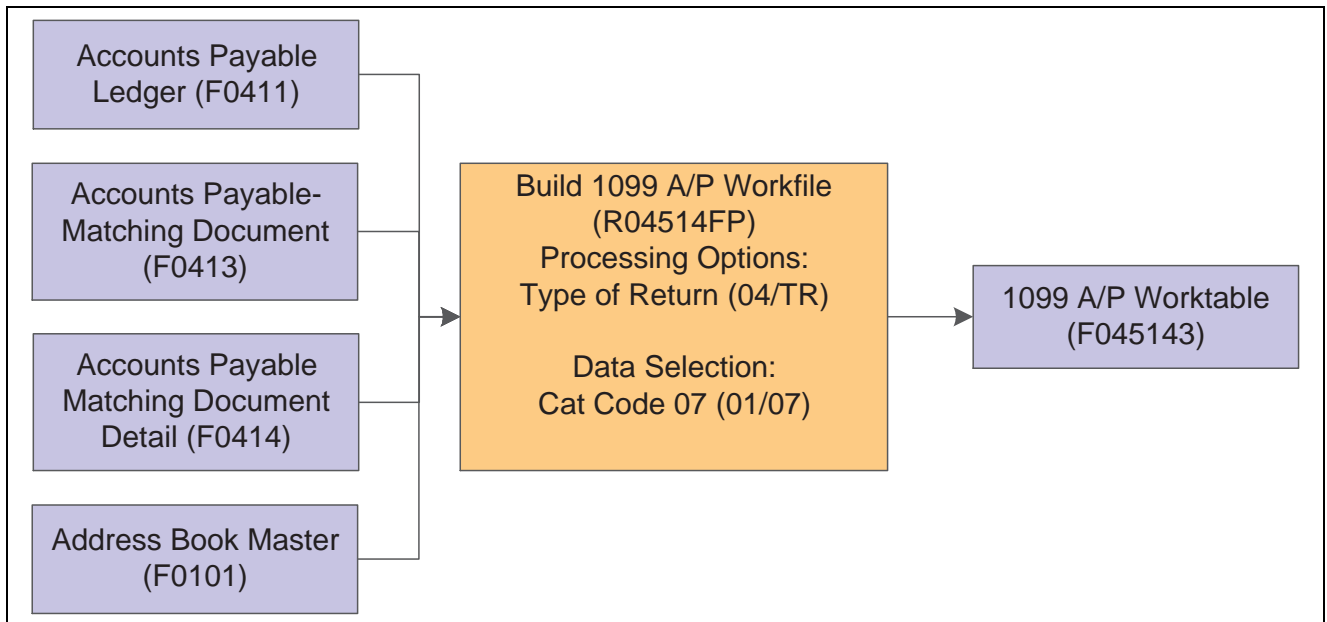 Accounts Payable
Ledger (F0411)
Accounts Payable-
Matching Document
(F0413)
Accounts Payable
Matching Document
Detail (F0414)
Address Book Master
(F0101)
Build 1099 A/P Workfile
(R04514FP)
Processing Options:
Type of Return (04/TR)
Data Selection:
Cat Code 07 (01/07)
1099 A/P Worktable
(F045143)